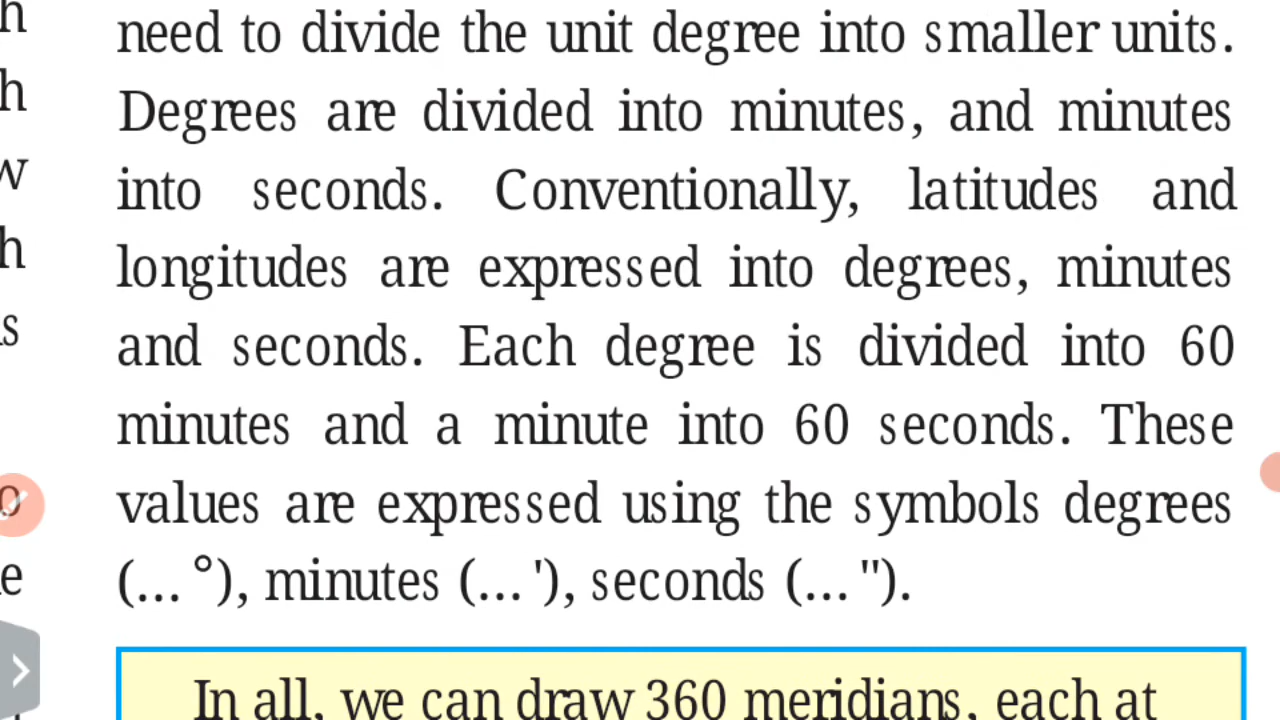 need to divide the unit degree into smaller units.
Degrees are divided into minutes, and minutes
into seconds. Conventionally, latitudes and
longitudes are expressed into degrees, minutes
and seconds. Each degree is divided into 60
minutes and a minute into 60 seconds. These
values are expressed using the symbols degrees
(... °), minutes (... '), seconds (... ").
In all, we can draw 360 meridians, each at